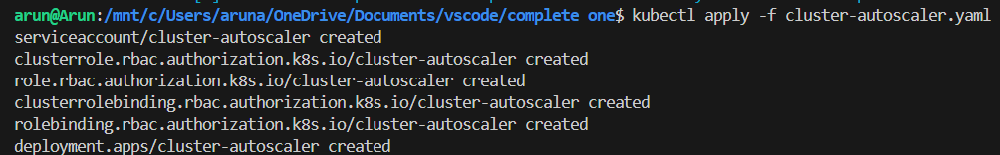 arun@Arun:/mnt/c/Users/aruna/OneDrive/Documents/vscode/complete one$ kubectl apply -f cluster-autoscaler.yaml
serviceaccount/cluster-autoscaler created
clusterrole.rbac.authorization.k8s.io/cluster-autoscaler created
role.rbac.authorization.k8s.io/cluster-autoscaler created
clusterrolebinding.rbac.authorization.k8s.io/cluster-autoscaler created
rolebinding.rbac.authorization.k8s.io/cluster-autoscaler created
deployment.apps/cluster-autoscaler created